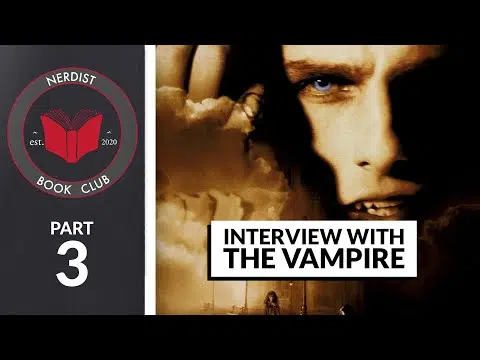 NERDIST
~ est. 2020 ~
BOOK CLUB
PART
3
INTERVIEW WITH
THE VAMPIRE